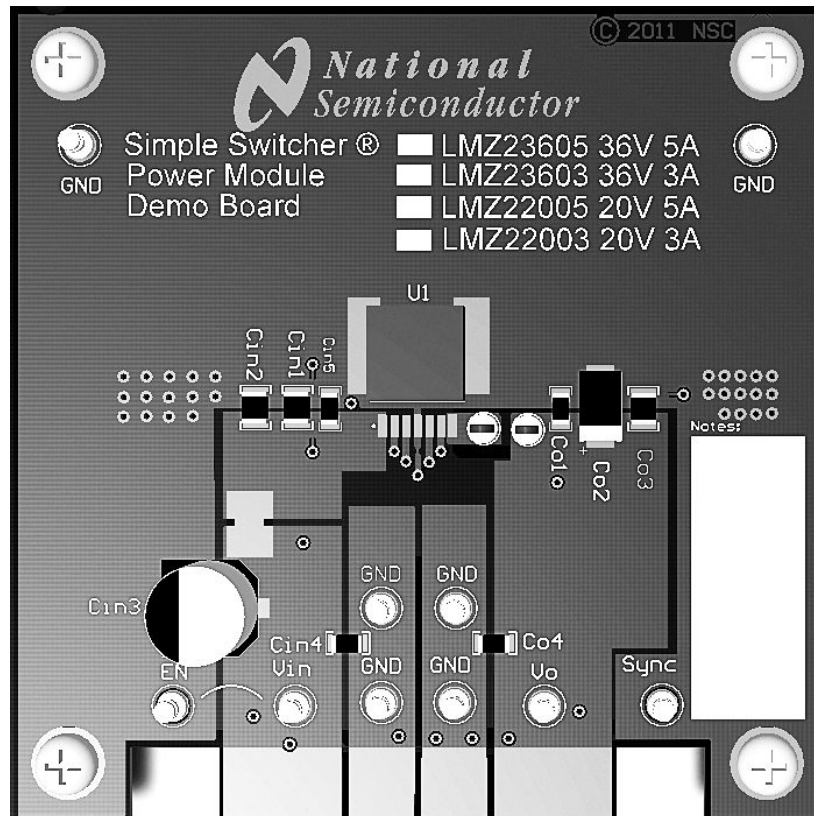 © 2011 NSC
National
Semiconductor
Simple Switcher ®
Power Module
Demo Board
LMZ23605 36V 5A
LMZ23603 36V 3A
LMZ22005 20V 5A
LMZ22003 20V 3A
GND
GND
U1
Cin2
Cin1
Cin5
Co1
Co2
Co3
+
Notes:
Cin3
GND
GND
Cin4
Co4
EN
Vin
GND
GND
Vo
Sync